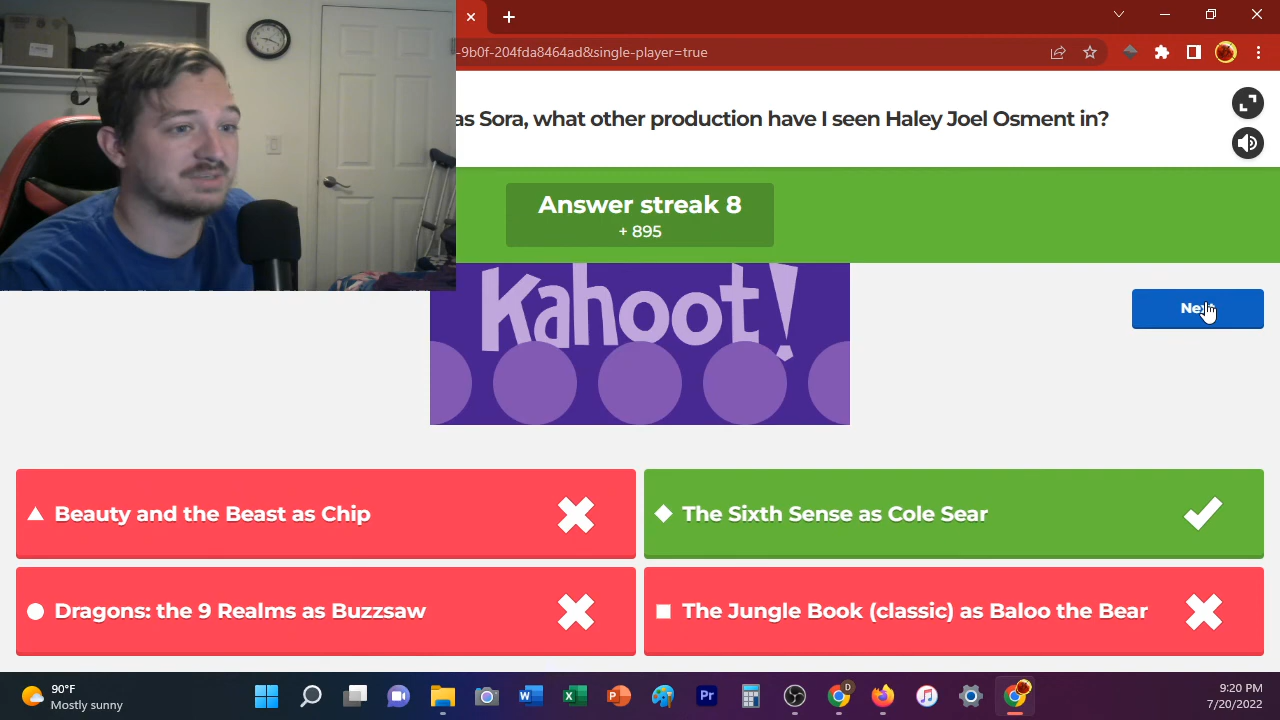 -9b0f-204fda8464ad&single-player=true
as Sora, what other production have I seen Haley Joel Osment in?
Answer streak 8
+ 895
Kahoot!
Next
Beauty and the Beast as Chip
The Sixth Sense as Cole Sear
Dragons: the 9 Realms as Buzzsaw
The Jungle Book (classic) as Baloo the Bear
90°F
Mostly sunny
9:20 PM
7/20/2022